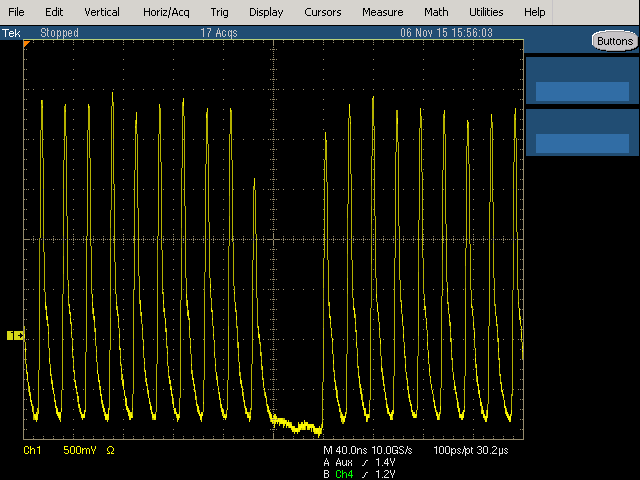 File Edit Vertical Horiz/Acq Trig Display Cursors Measure Math Utilities Help
Tek Stopped 17 Acqs 06 Nov 15 15:56:03 Buttons
1
Ch1 500mV Ω M 40.0ns 10.0GS/s 100ps/pt 30.2µs
A Aux ∕ 1.4V
B Ch4 ∕ 1.2V